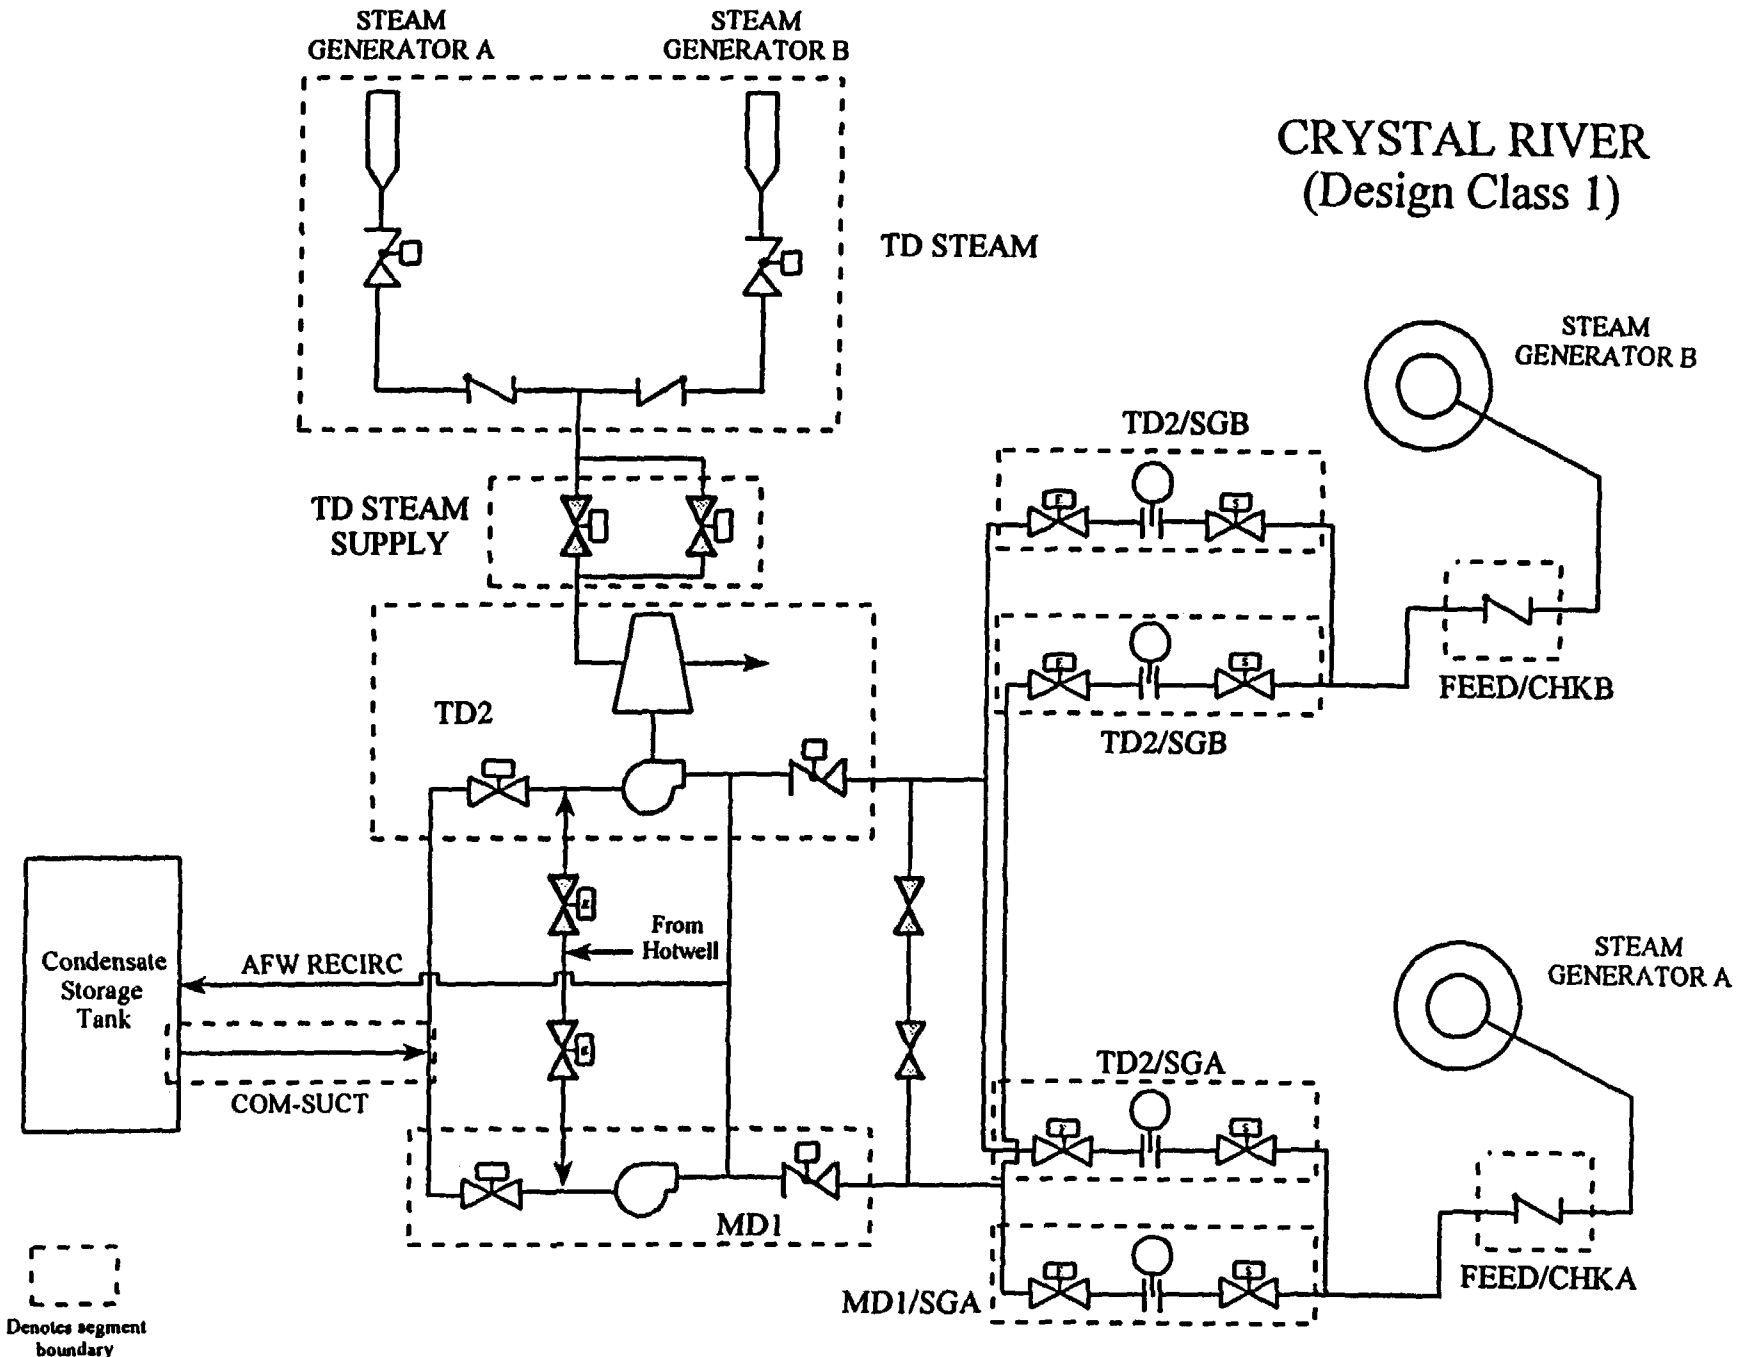 STEAM
GENERATOR A
STEAM
GENERATOR B
CRYSTAL RIVER
(Design Class 1)
TD STEAM
STEAM
GENERATOR B
TD2/SGB
E
S
TD STEAM
SUPPLY
FEED/CHKB
E
S
TD2/SGB
TD2
From
Hotwell
Condensate
Storage
Tank
AFW RECIRC
STEAM
GENERATOR A
TD2/SGA
S
COM-SUCT
MD1
E
S
MD1/SGA
FEED/CHKA
Denotes segment
boundary